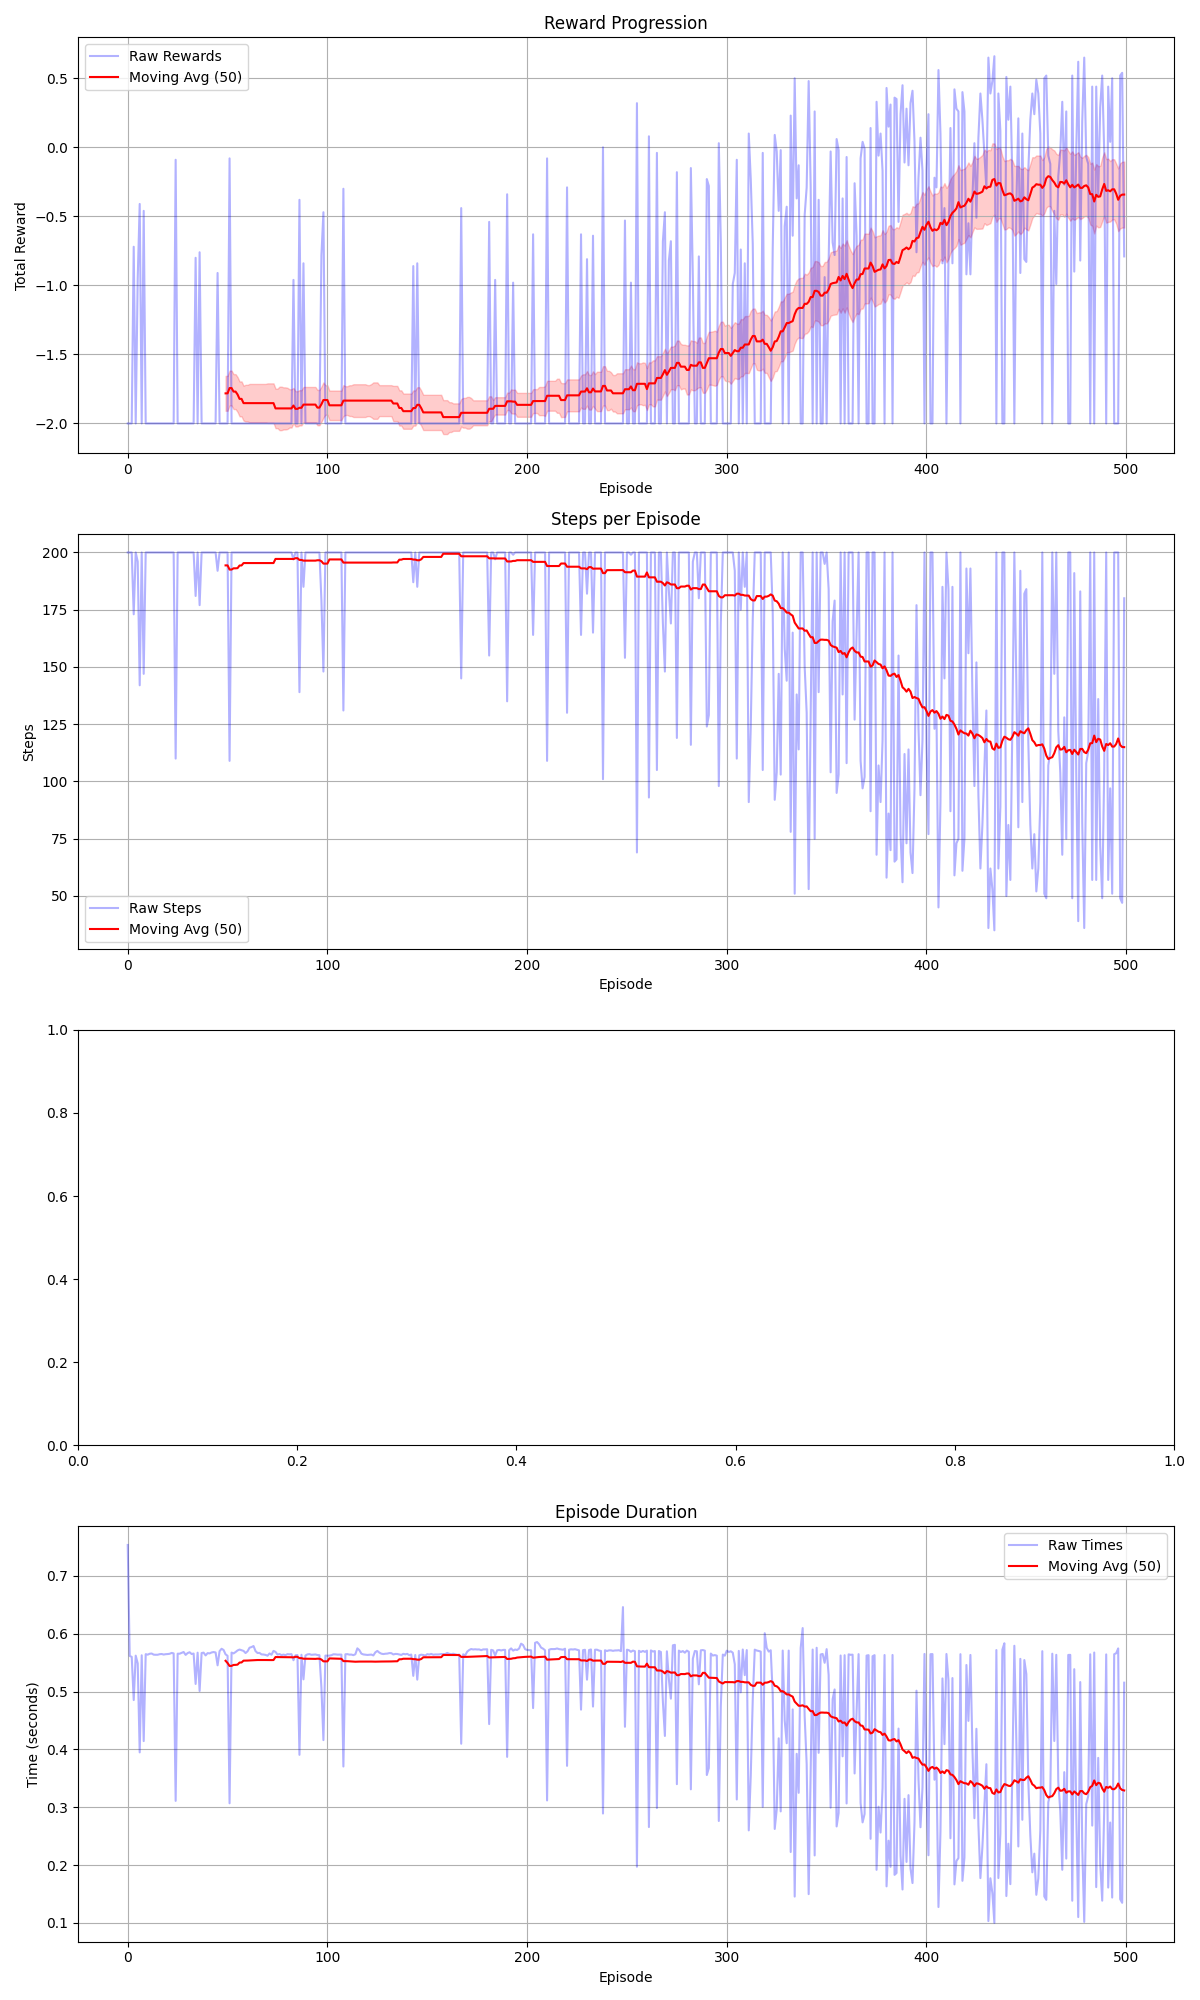 Reward Progression
Raw Rewards
Moving Avg (50)
0.5
0.0
−0.5
−1.0
−1.5
−2.0
Total Reward
0 100 200 300 400 500
Episode
Steps per Episode
200
175
150
125
100
75
50
Steps
Raw Steps
Moving Avg (50)
0 100 200 300 400 500
Episode
1.0
0.8
0.6
0.4
0.2
0.0
0.0 0.2 0.4 0.6 0.8 1.0
Episode Duration
Raw Times
Moving Avg (50)
0.7
0.6
0.5
0.4
0.3
0.2
0.1
Time (seconds)
0 100 200 300 400 500
Episode